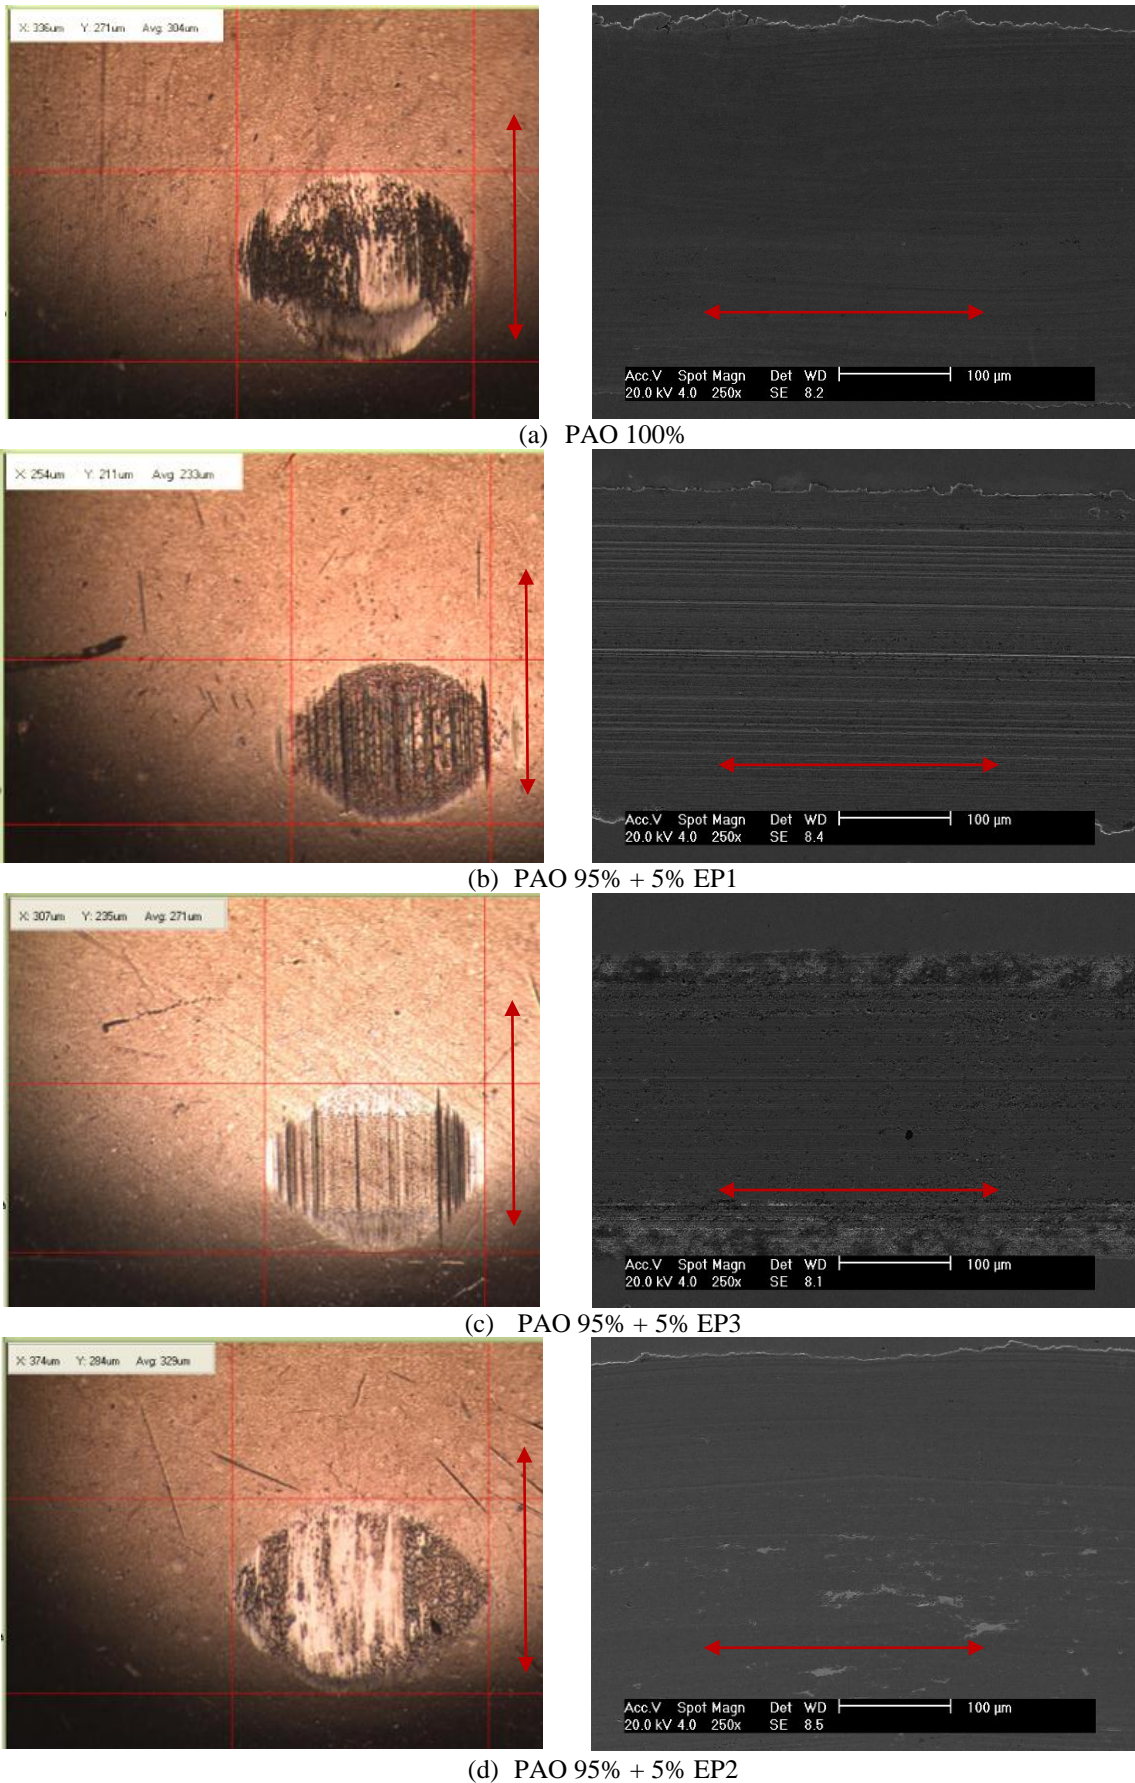 X: 336um Y: 271um Avg: 304um
Acc.V Spot Magn Det WD 100 µm
20.0 kV 4.0 250x SE 8.2
(a) PAO 100%
X: 254um Y: 211um Avg: 233um
Acc.V Spot Magn Det WD 100 µm
20.0 kV 4.0 250x SE 8.4
(b) PAO 95% + 5% EP1
X: 307um Y: 235um Avg: 271um
Acc.V Spot Magn Det WD 100 µm
20.0 kV 4.0 250x SE 8.1
(c) PAO 95% + 5% EP3
X: 374um Y: 284um Avg: 329um
Acc.V Spot Magn Det WD 100 µm
20.0 kV 4.0 250x SE 8.5
(d) PAO 95% + 5% EP2